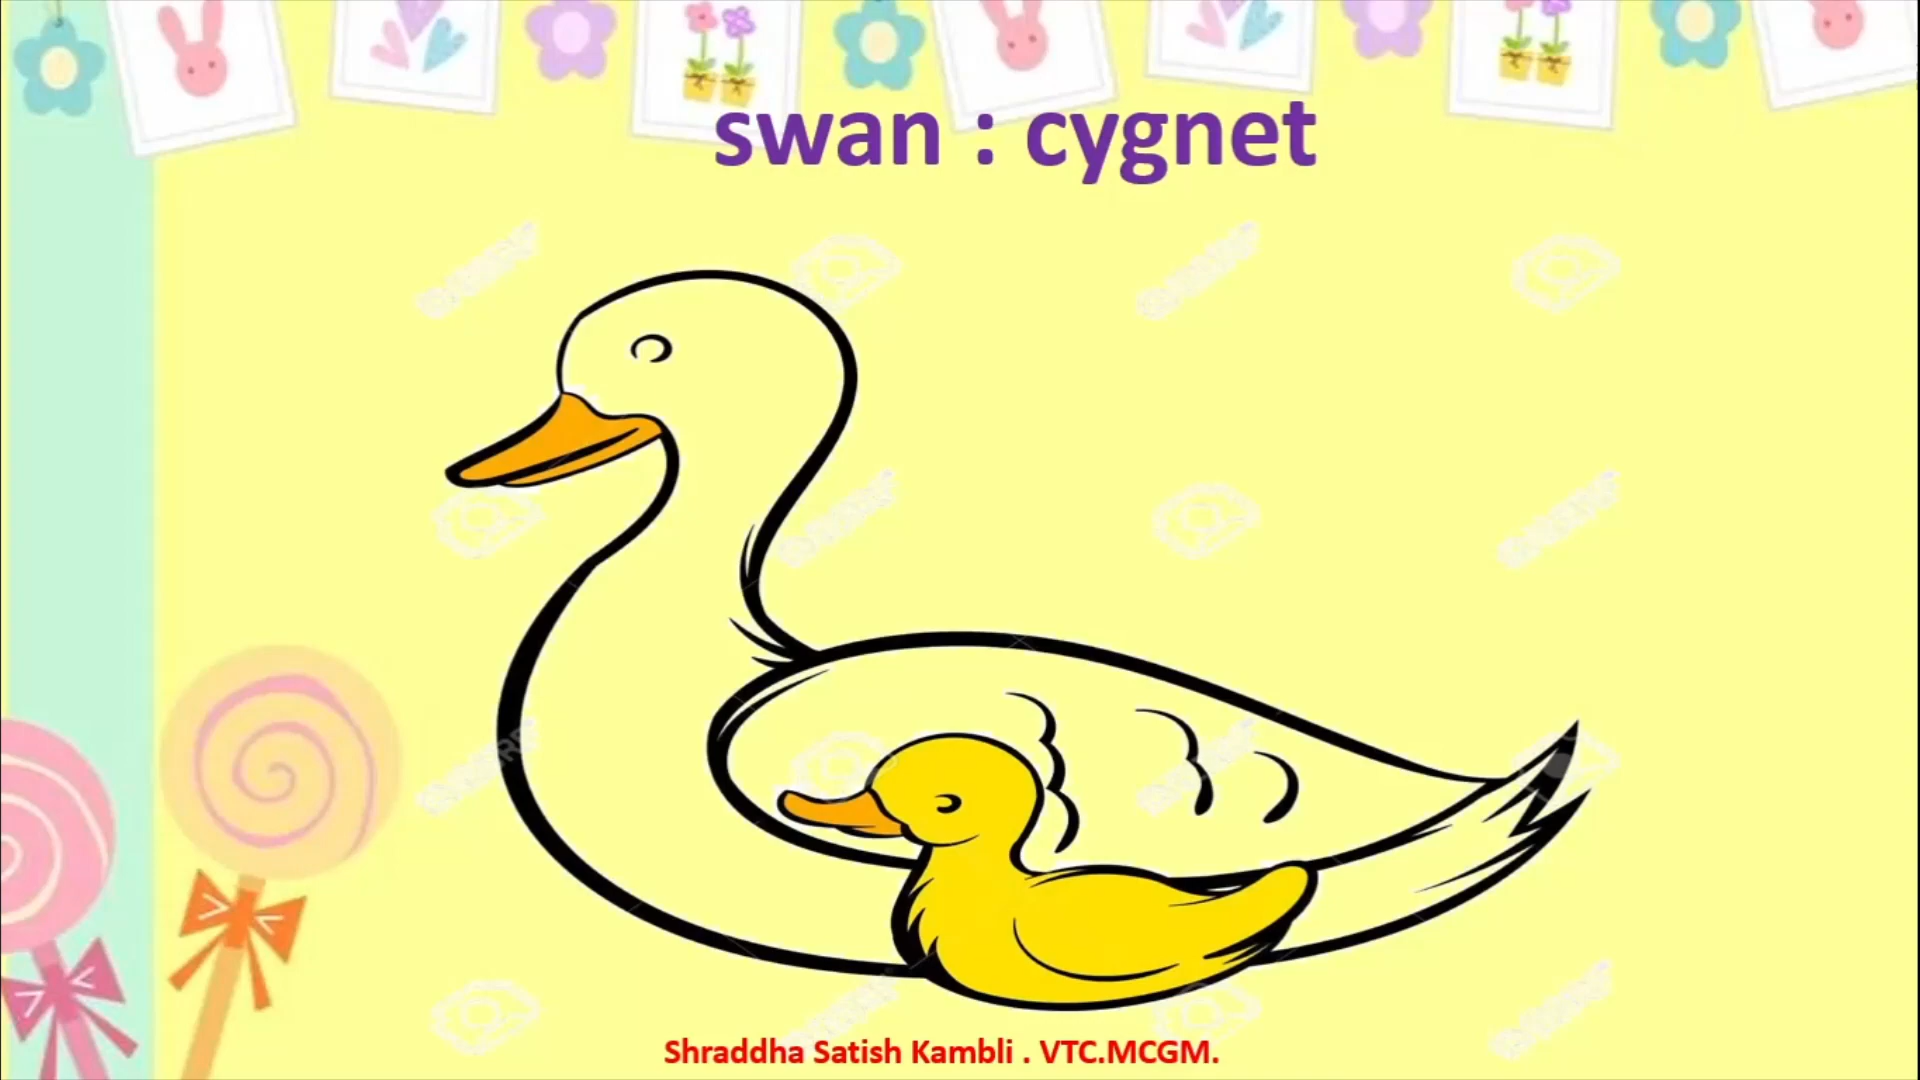 swan : cygnet
Shraddha Satish Kambli . VTC.MCGM.